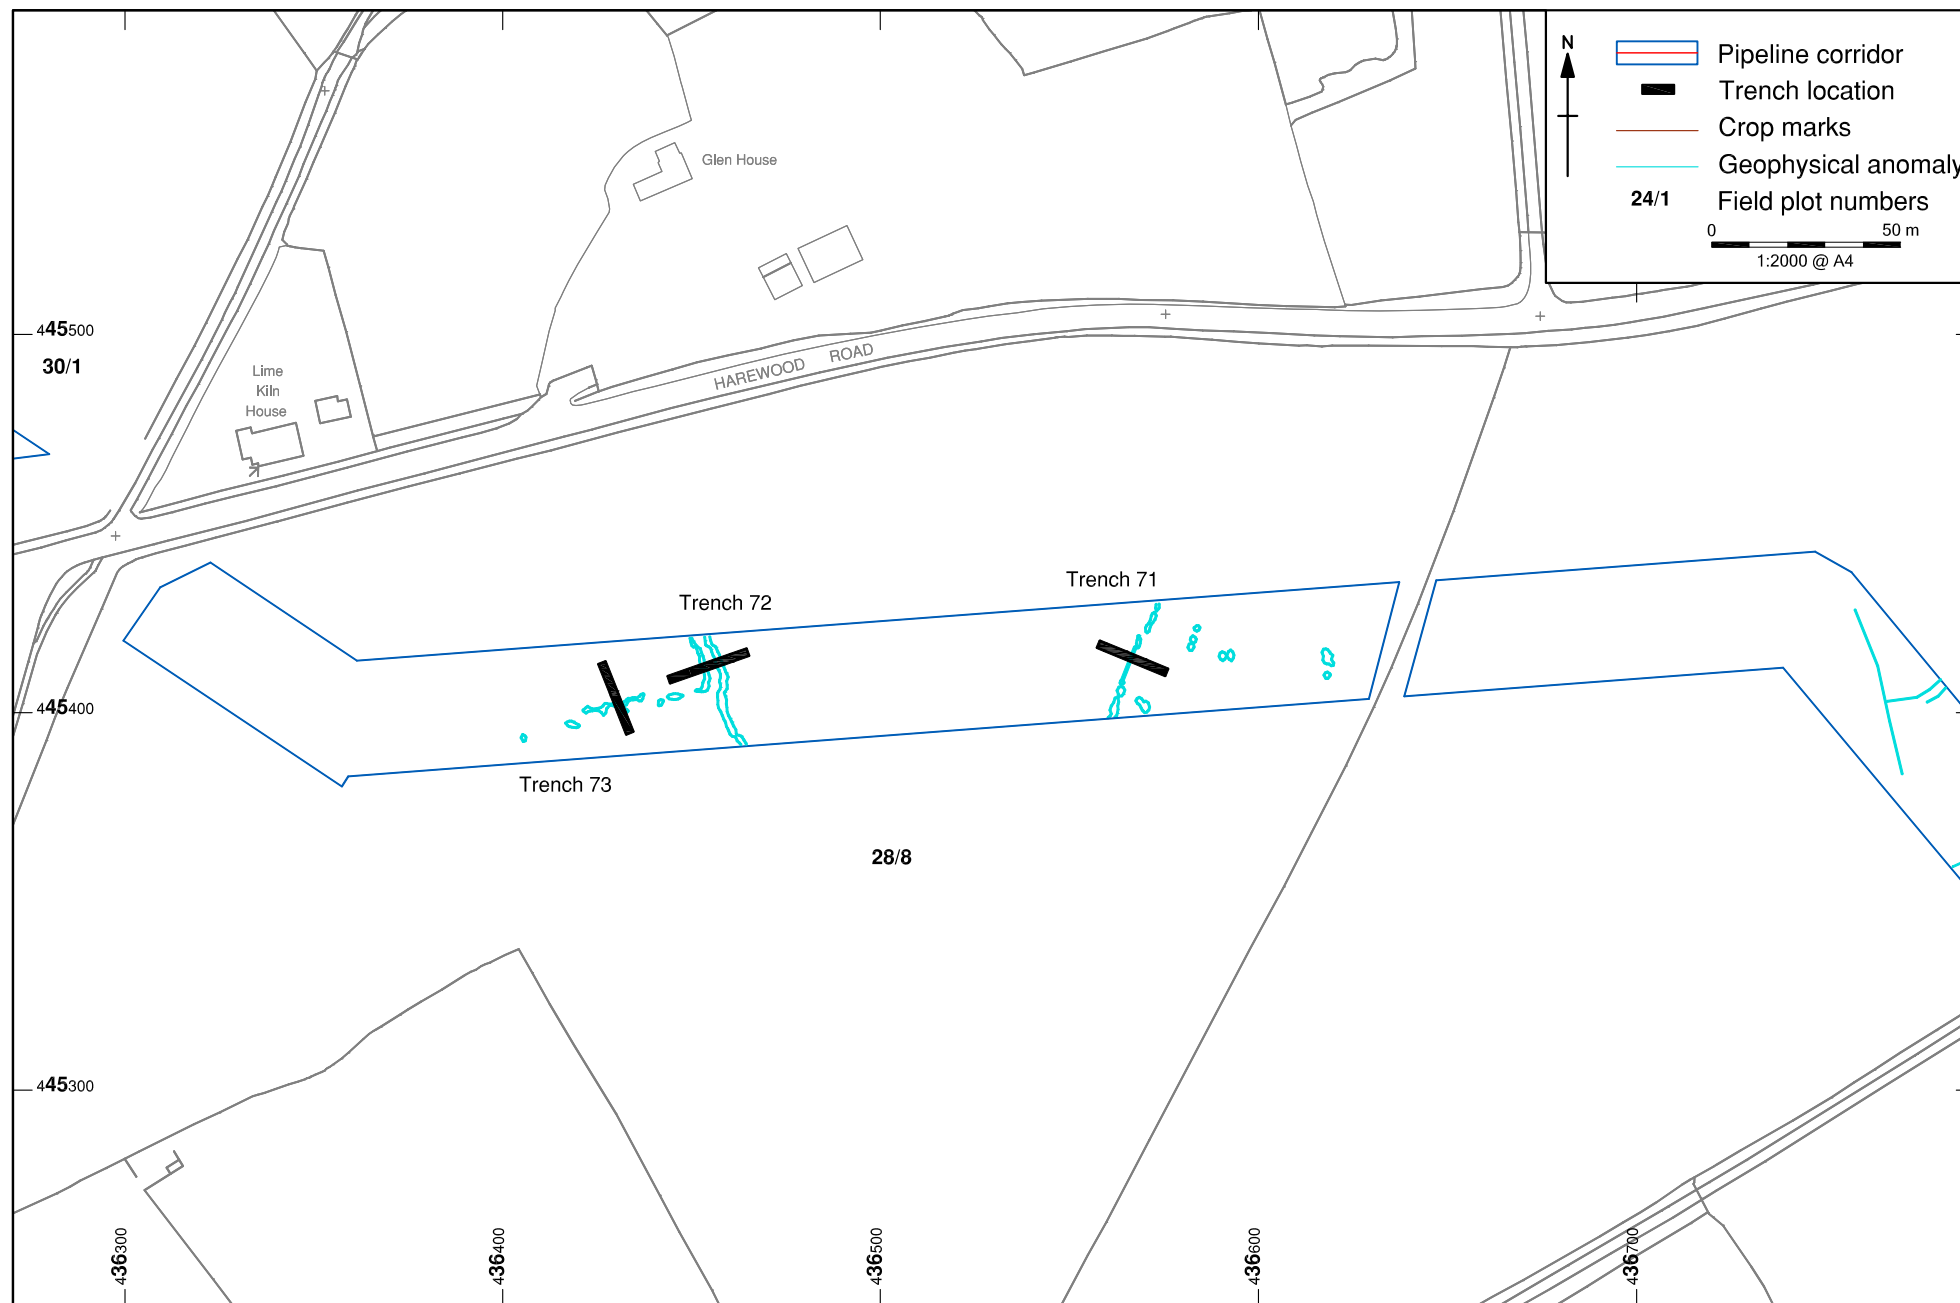 N
Pipeline corridor
Trench location
Crop marks
Geophysical anomaly
24/1 Field plot numbers
0 50 m
1:2000 @ A4
Glen House
445500
30/1
HAREWOOD ROAD
Lime
Kiln
House
Trench 71
Trench 72
445400
Trench 73
28/8
445300
436300
436400
436500
436600
436700